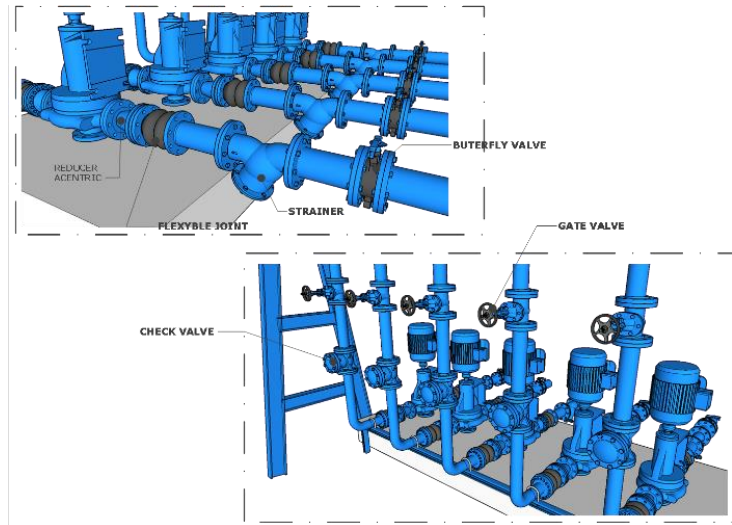 BUTERFLY VALVE
REDUCER
ACENTRIC
STRAINER
FLEXYBLE JOINT
GATE VALVE
CHECK VALVE